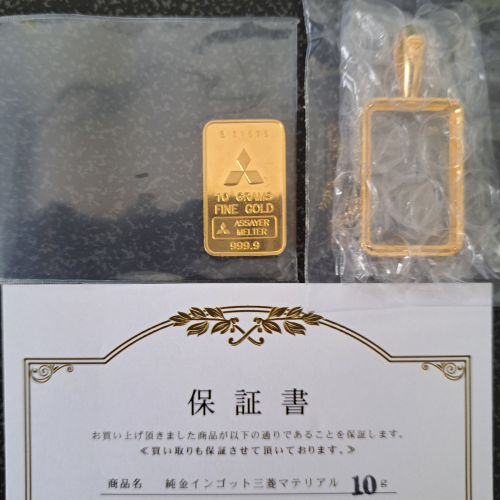 10 GRAMS
FINE GOLD
ASSAYER
MELTER
999.9
保証書
お買い上げ頂きました商品が以下の通りであることを保証します。
≪買い取りも保証させて頂いております。≫
商品名 純金インゴット三菱マテリアル 10g